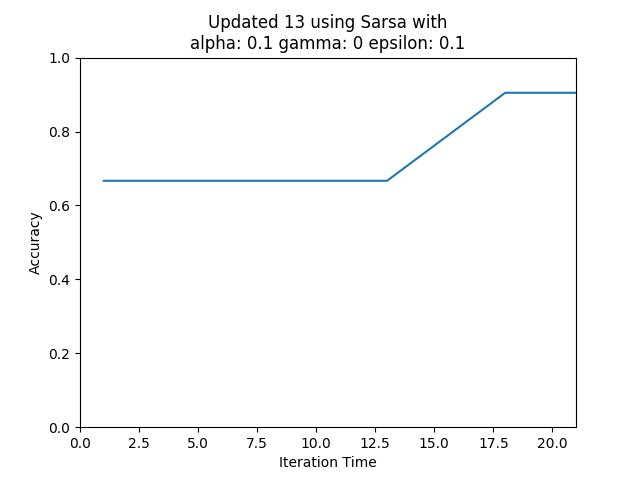 Updated 13 using Sarsa with
alpha: 0.1 gamma: 0 epsilon: 0.1
1.0
0.8
0.6
0.4
0.2
0.0
Accuracy
0.0 2.5 5.0 7.5 10.0 12.5 15.0 17.5 20.0
Iteration Time